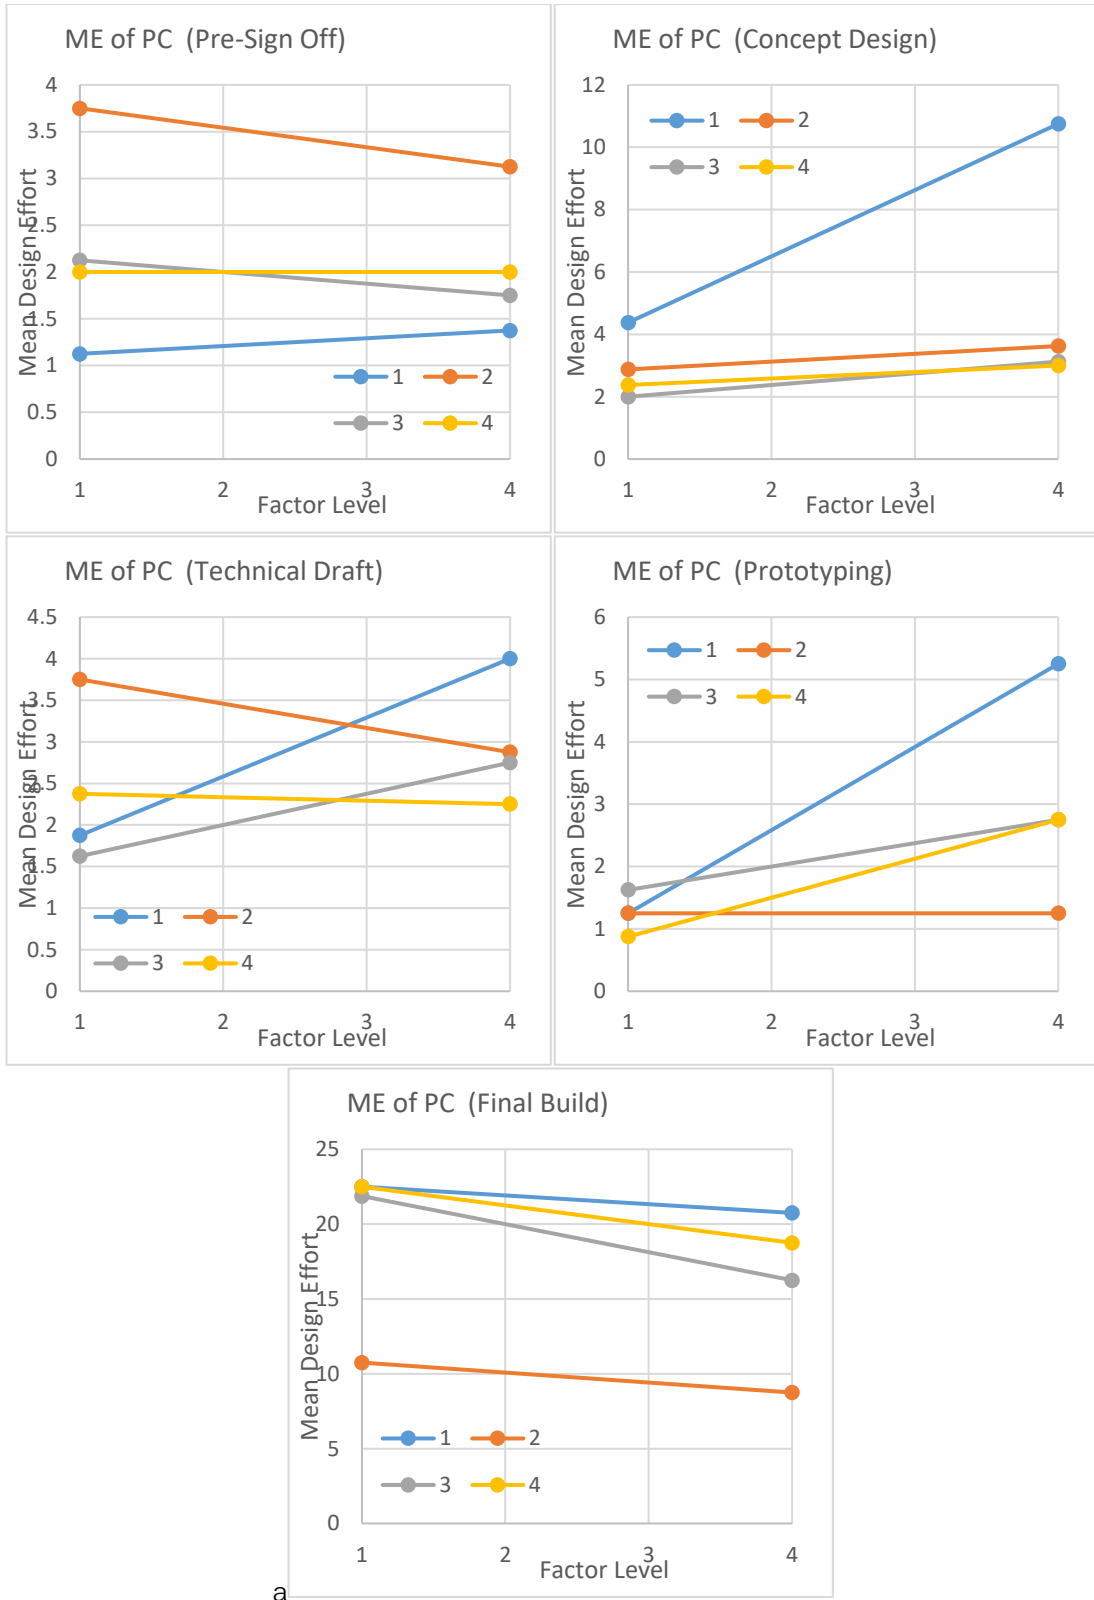 ME of PC  (Pre-Sign Off)
4
3.5
3
2.5
2
1.5
1
0.5
0
Mean Design Effort
1 2
3 4
1 2 3 4
Factor Level
ME of PC  (Concept Design)
12
10
8
6
4
2
0
Mean Design Effort
1 2
3 4
1 2 3 4
Factor Level
ME of PC  (Technical Draft)
4.5
4
3.5
3
2.5
2
1.5
1
0.5
0
Mean Design Effort
1 2
3 4
1 2 3 4
Factor Level
ME of PC  (Prototyping)
6
5
4
3
2
1
0
Mean Design Effort
1 2
3 4
1 2 3 4
Factor Level
ME of PC  (Final Build)
25
20
15
10
5
0
Mean Design Effort
1 2
3 4
1 2 3 4
Factor Level
a